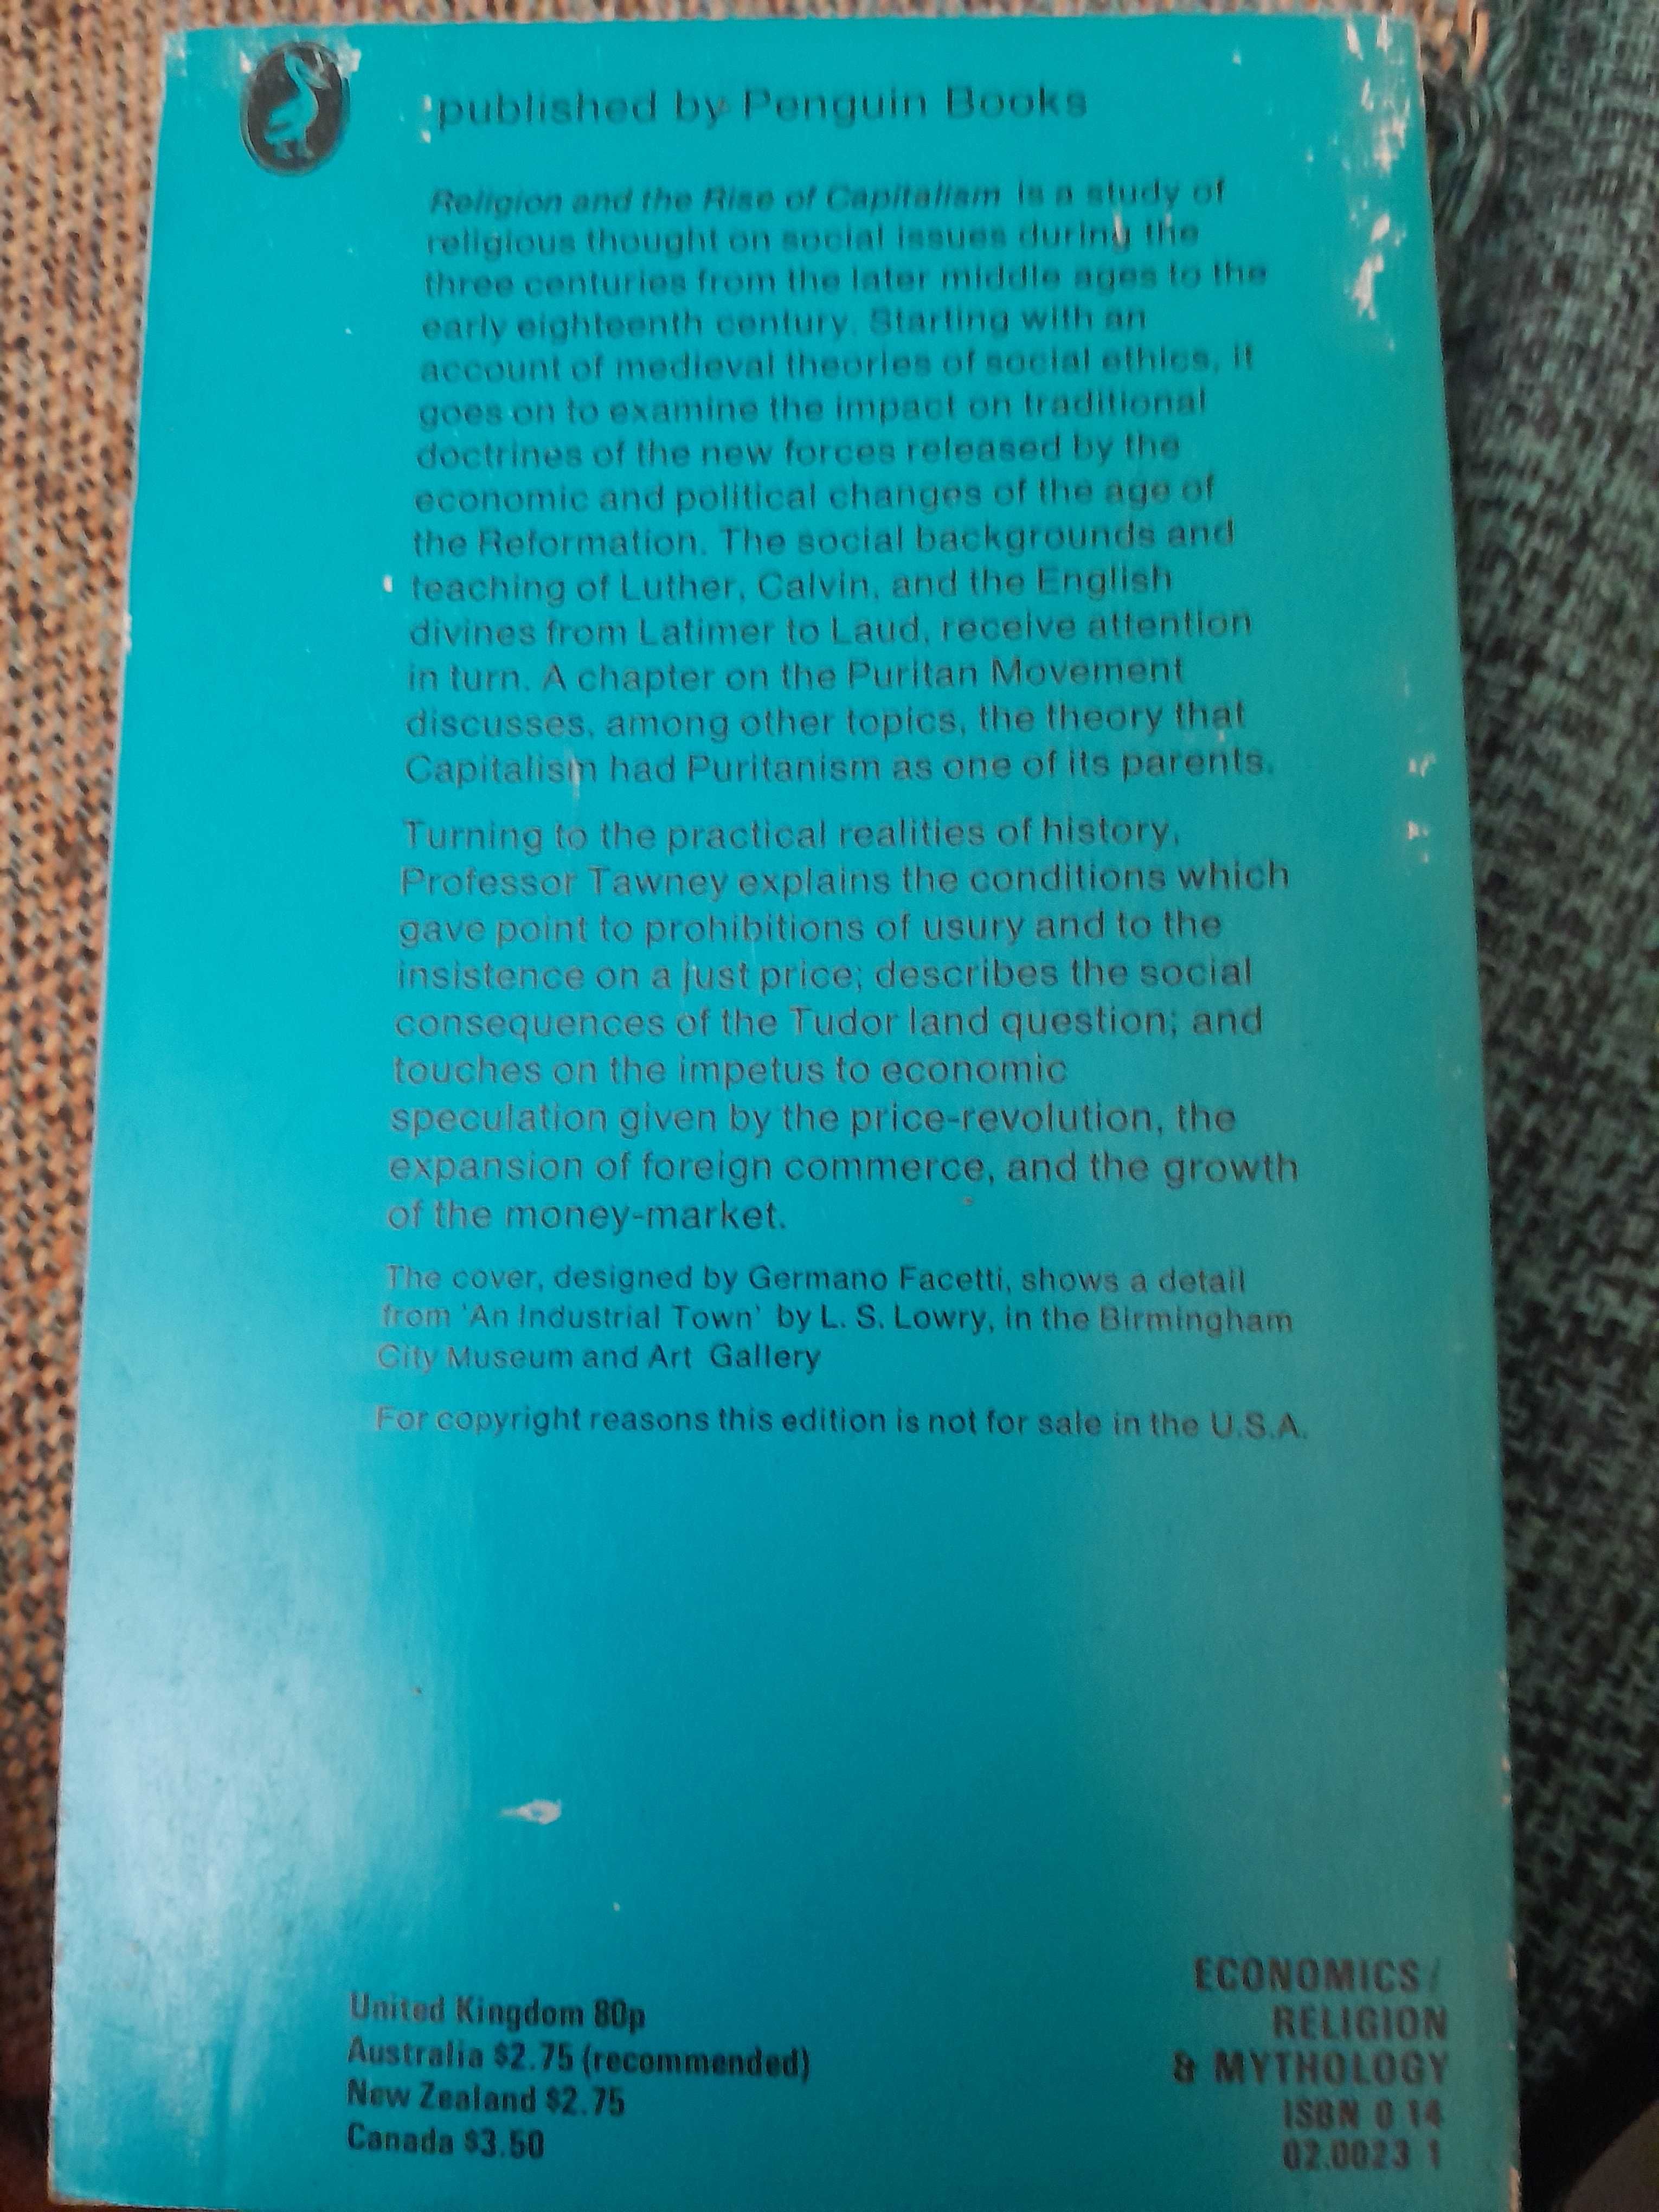 published by Penguin Books
Religion and the Rise of Capitalism is a study of
religious thought on social issues during the
three centuries from the later middle ages to the
early eighteenth century. Starting with an
account of medieval theories of social ethics, it
goes on to examine the impact on traditional
doctrines of the new forces released by the
economic and political changes of the age of
the Reformation. The social backgrounds and
teaching of Luther, Calvin, and the English
divines from Latimer to Laud, receive attention
in turn. A chapter on the Puritan Movement
discusses, among other topics, the theory that
Capitalism had Puritanism as one of its parents.
Turning to the practical realities of history,
Professor Tawney explains the conditions which
gave point to prohibitions of usury and to the
insistence on a just price; describes the social
consequences of the Tudor land question; and
touches on the impetus to economic
speculation given by the price-revolution, the
expansion of foreign commerce, and the growth
of the money-market.
The cover, designed by Germano Facetti, shows a detail
from 'An Industrial Town' by L. S. Lowry, in the Birmingham
City Museum and Art Gallery
For copyright reasons this edition is not for sale in the U.S.A.
United Kingdom 80p
Australia $2.75 (recommended)
New Zealand $2.75
Canada $3.50
ECONOMICS/
RELIGION
& MYTHOLOGY
ISBN 0 14
02.0023 1